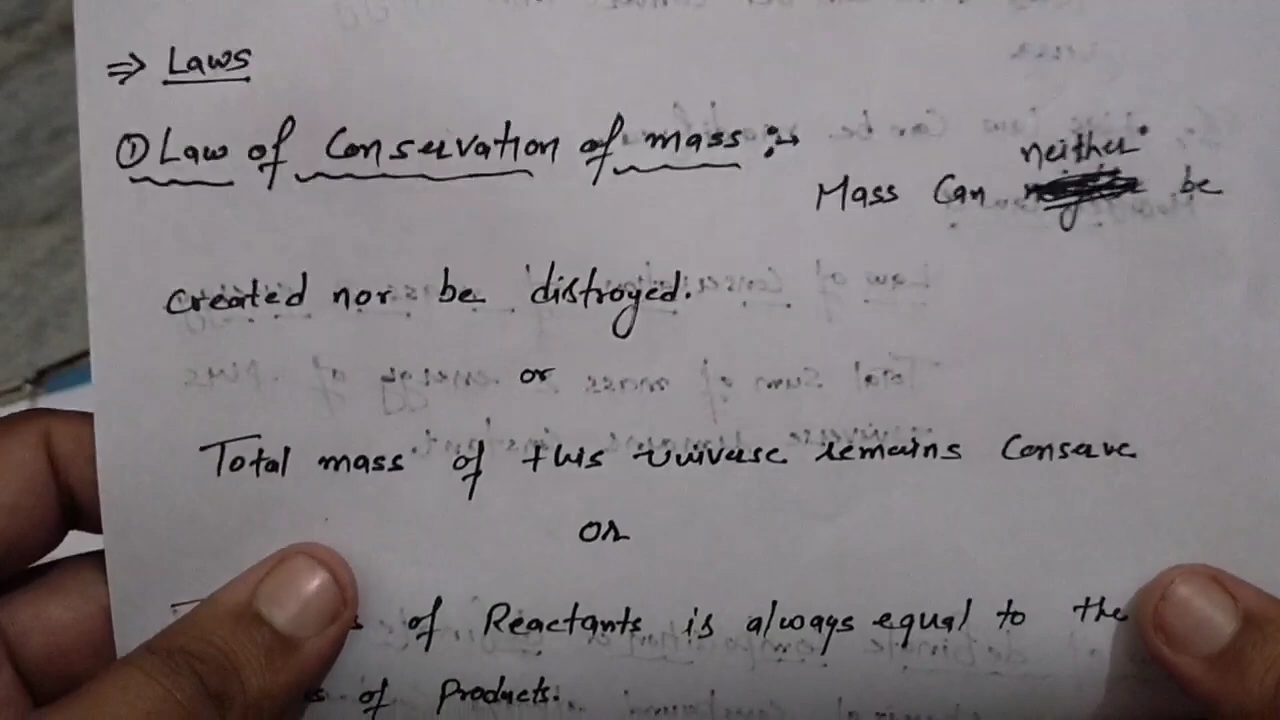 ⇒ Laws
① Law of Conservation of mass :→
neither
Mass Can be
created nor be distroyed.
or
Total mass of this universe remains Conserve
or
of Reactants is always equal to the
of Products.